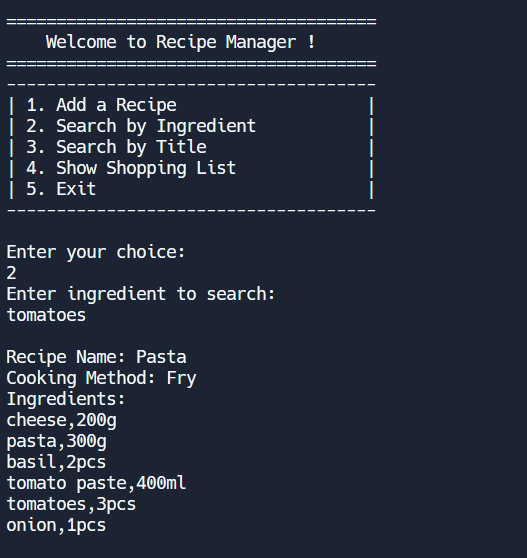 =====================================
Welcome to Recipe Manager !
=====================================
-------------------------------------
| 1. Add a Recipe                   |
| 2. Search by Ingredient           |
| 3. Search by Title                |
| 4. Show Shopping List             |
| 5. Exit                           |
-------------------------------------
Enter your choice:
2
Enter ingredient to search:
tomatoes
Recipe Name: Pasta
Cooking Method: Fry
Ingredients:
cheese,200g
pasta,300g
basil,2pcs
tomato paste,400ml
tomatoes,3pcs
onion,1pcs